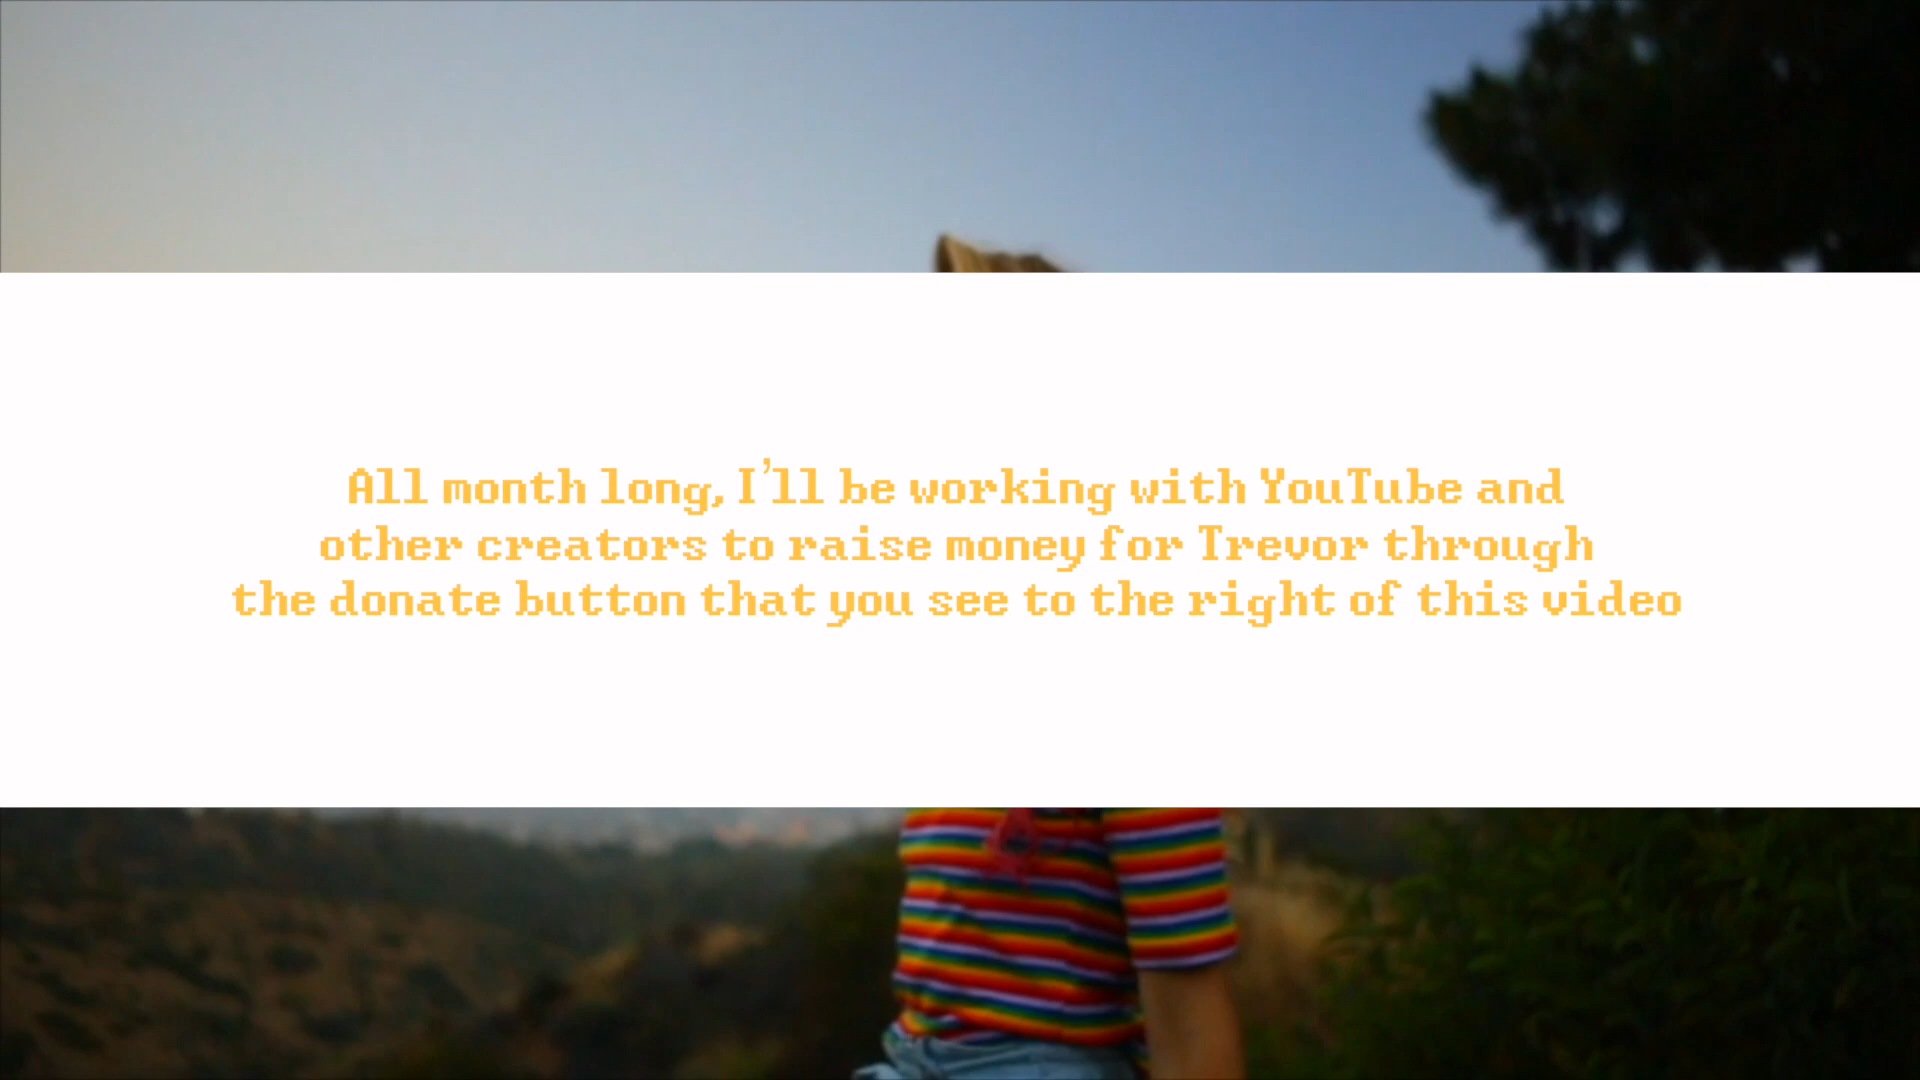 All month long, I'll be working with YouTube and
other creators to raise money for Trevor through
the donate button that you see to the right of this video